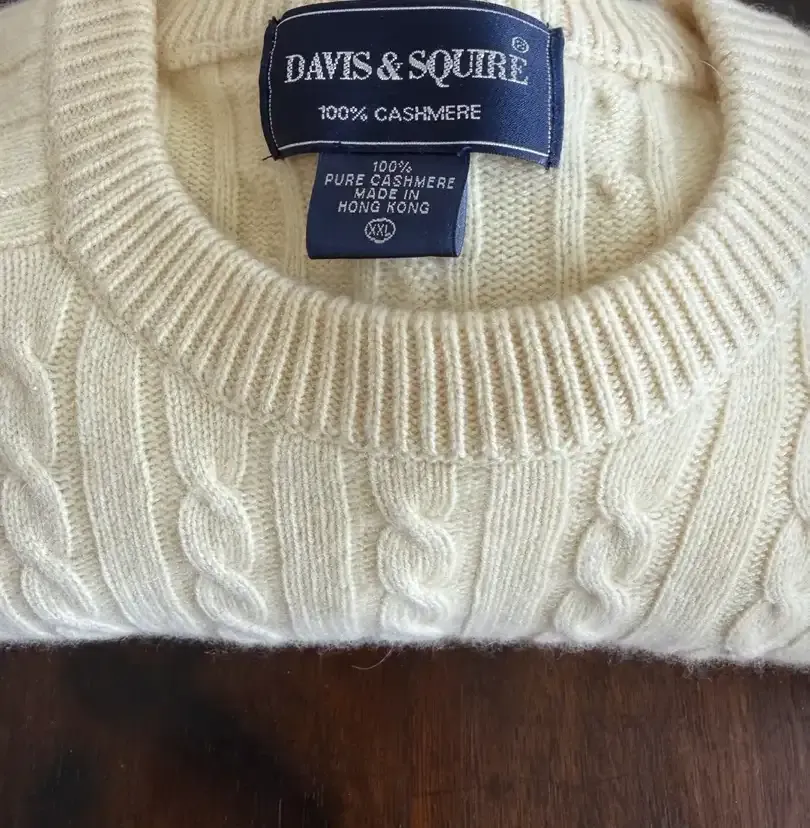 DAVIS & SQUIRE ®
100% CASHMERE
100%
PURE CASHMERE
MADE IN
HONG KONG
XXL